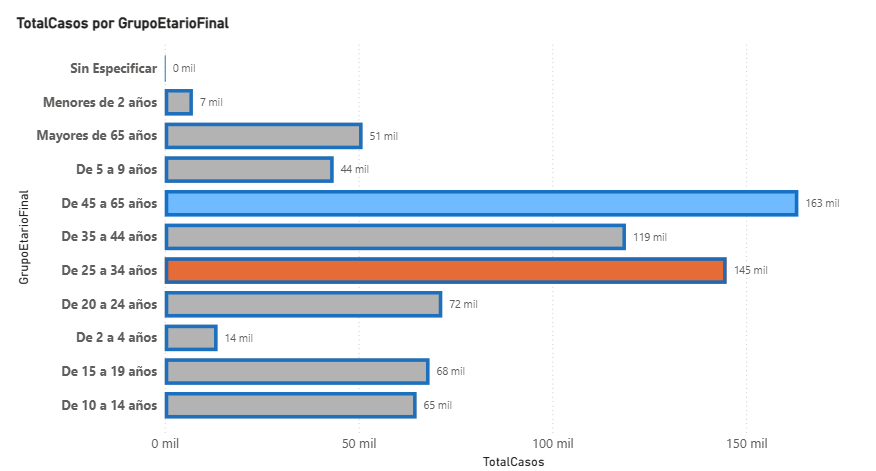 TotalCasos por GrupoEtarioFinal
GrupoEtarioFinal
Sin Especificar 0 mil
Menores de 2 años 7 mil
Mayores de 65 años 51 mil
De 5 a 9 años 44 mil
De 45 a 65 años 163 mil
De 35 a 44 años 119 mil
De 25 a 34 años 145 mil
De 20 a 24 años 72 mil
De 2 a 4 años 14 mil
De 15 a 19 años 68 mil
De 10 a 14 años 65 mil
0 mil 50 mil 100 mil 150 mil
TotalCasos